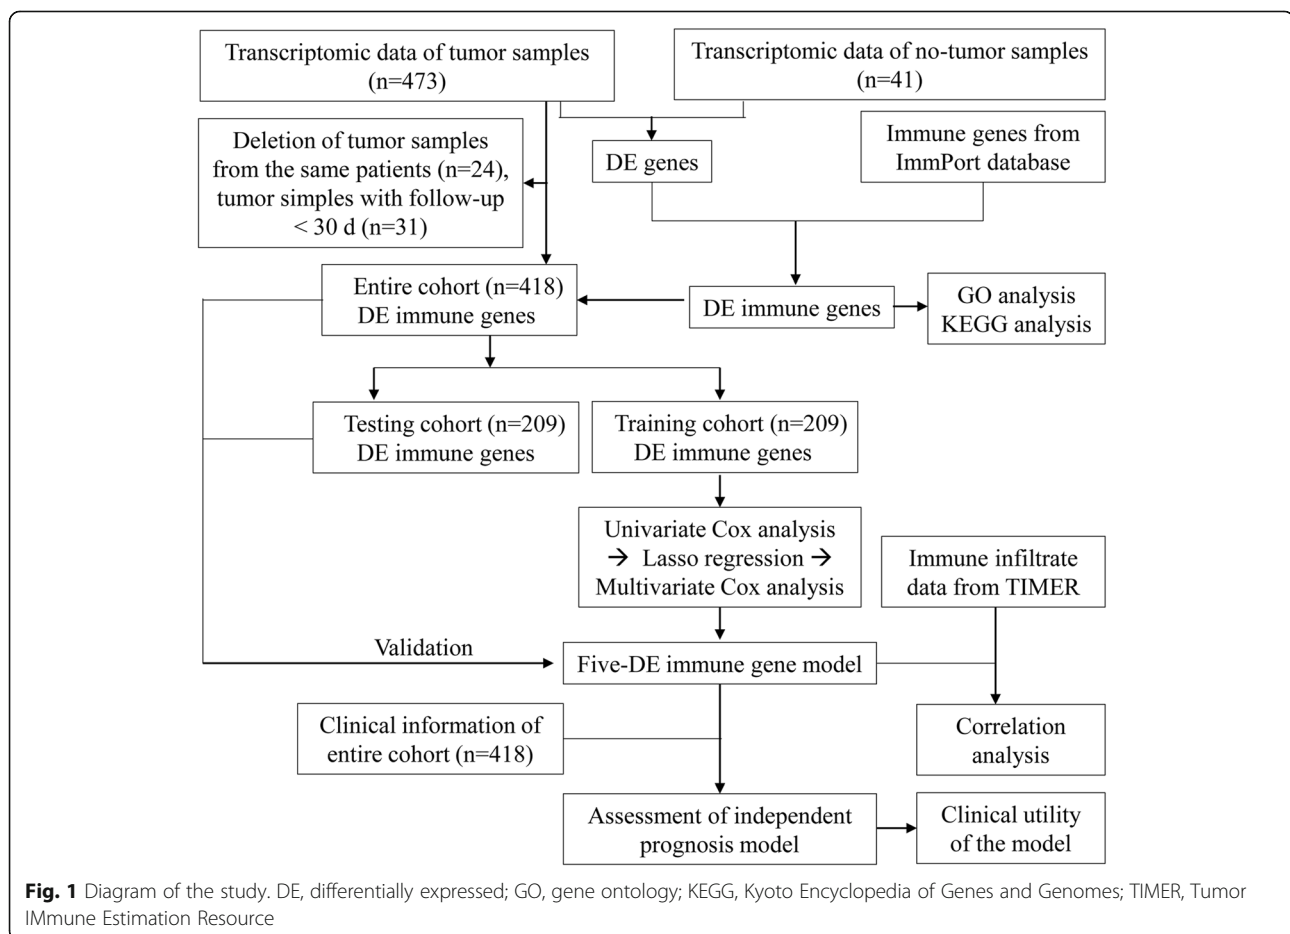 Transcriptomic data of tumor samples
(n=473)
Transcriptomic data of no-tumor samples
(n=41)
Deletion of tumor samples
from the same patients (n=24),
tumor simples with follow-up
< 30 d (n=31)
DE genes
Immune genes from
ImmPort database
Entire cohort (n=418)
DE immune genes
DE immune genes
GO analysis
KEGG analysis
Testing cohort (n=209)
DE immune genes
Training cohort (n=209)
DE immune genes
Univariate Cox analysis
→ Lasso regression →
Multivariate Cox analysis
Immune infiltrate
data from TIMER
Validation
Five-DE immune gene model
Clinical information of
entire cohort (n=418)
Correlation
analysis
Assessment of independent
prognosis model
Clinical utility
of the model
Fig. 1 Diagram of the study. DE, differentially expressed; GO, gene ontology; KEGG, Kyoto Encyclopedia of Genes and Genomes; TIMER, Tumor
IMmune Estimation Resource